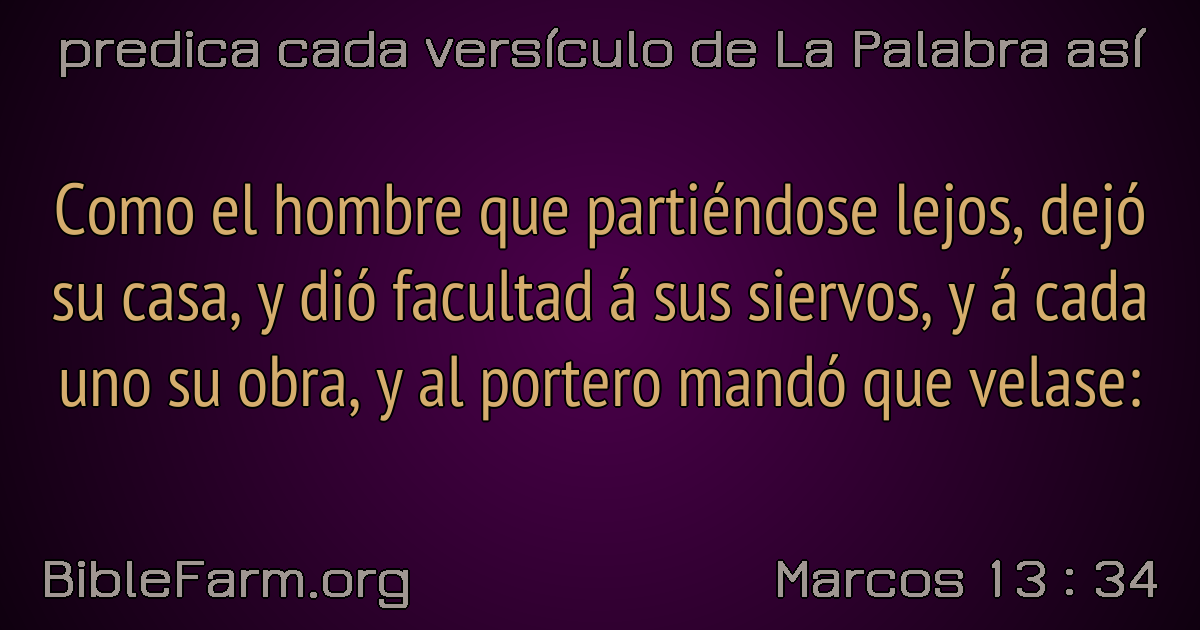 predica cada versículo de La Palabra así
Como el hombre que partiéndose lejos, dejó
su casa, y dió facultad á sus siervos, y á cada
uno su obra, y al portero mandó que velase:
BibleFarm.org
Marcos 13 : 34